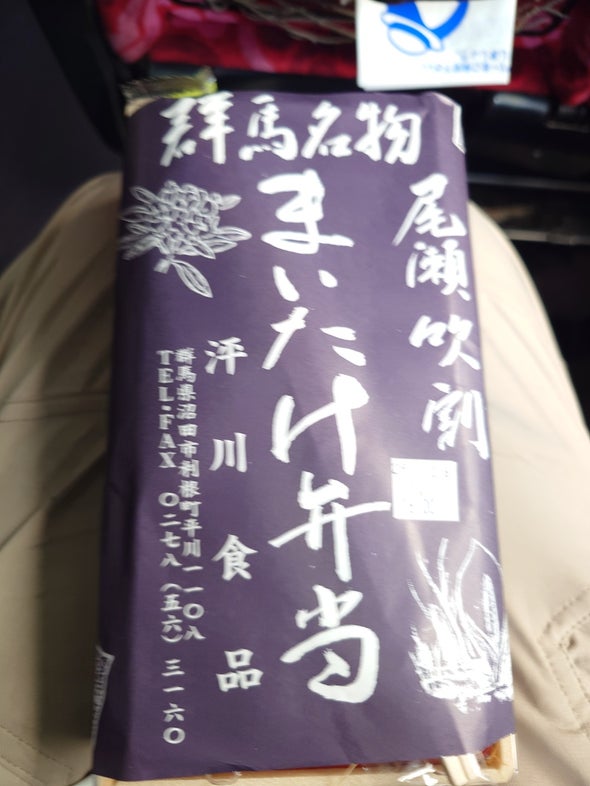 群馬名物
尾瀬吹割
まいたけ弁当
泙川食品
群馬県沼田市利根町平川一一〇八
TEL・FAX 〇二七八(五六)三一六〇